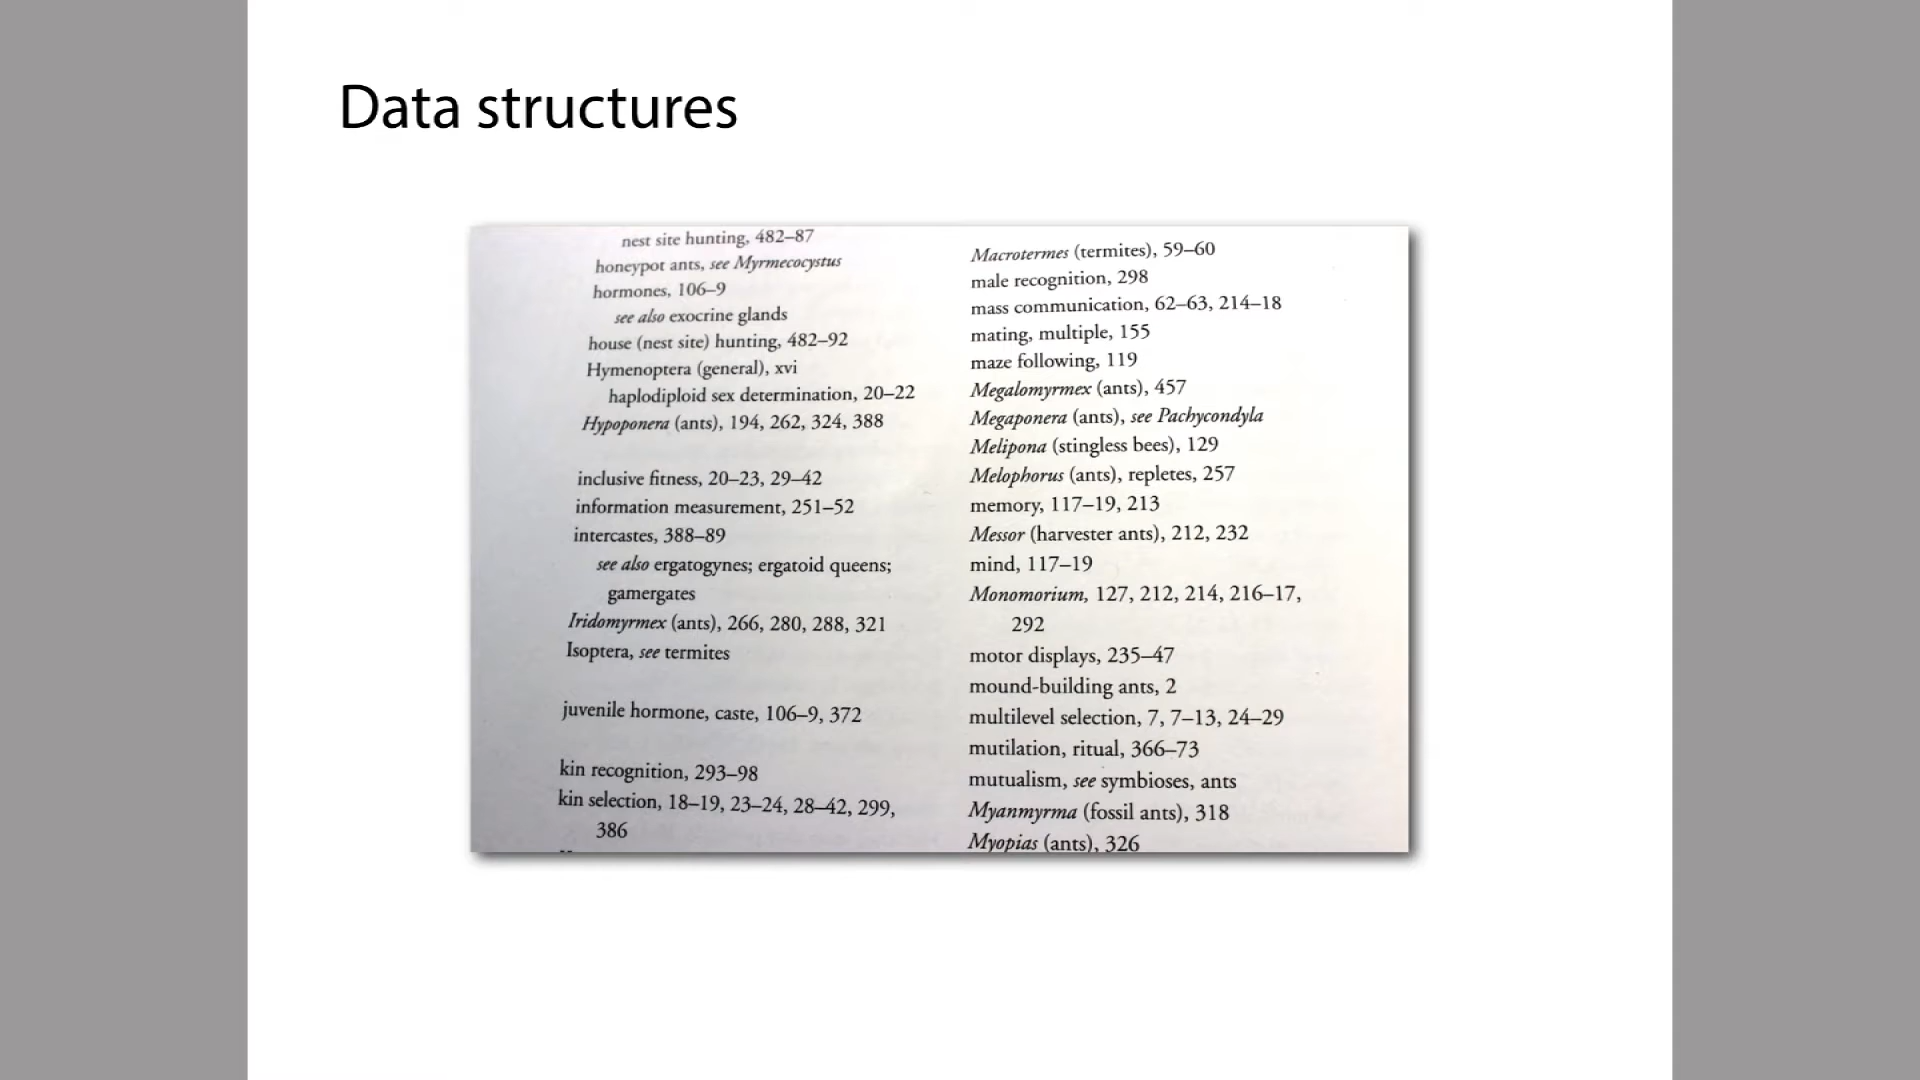 Data structures
nest site hunting, 482–87
honeypot ants, see Myrmecocystus
hormones, 106–9
see also exocrine glands
house (nest site) hunting, 482–92
Hymenoptera (general), xvi
haplodiploid sex determination, 20–22
Hypoponera (ants), 194, 262, 324, 388
inclusive fitness, 20–23, 29–42
information measurement, 251–52
intercastes, 388–89
see also ergatogynes; ergatoid queens;
gamergates
Iridomyrmex (ants), 266, 280, 288, 321
Isoptera, see termites
juvenile hormone, caste, 106–9, 372
kin recognition, 293–98
kin selection, 18–19, 23–24, 28–42, 299,
386
Macrotermes (termites), 59–60
male recognition, 298
mass communication, 62–63, 214–18
mating, multiple, 155
maze following, 119
Megalomyrmex (ants), 457
Megaponera (ants), see Pachycondyla
Melipona (stingless bees), 129
Melophorus (ants), repletes, 257
memory, 117–19, 213
Messor (harvester ants), 212, 232
mind, 117–19
Monomorium, 127, 212, 214, 216–17,
292
motor displays, 235–47
mound-building ants, 2
multilevel selection, 7, 7–13, 24–29
mutilation, ritual, 366–73
mutualism, see symbioses, ants
Myanmyrma (fossil ants), 318
Myopias (ants), 326